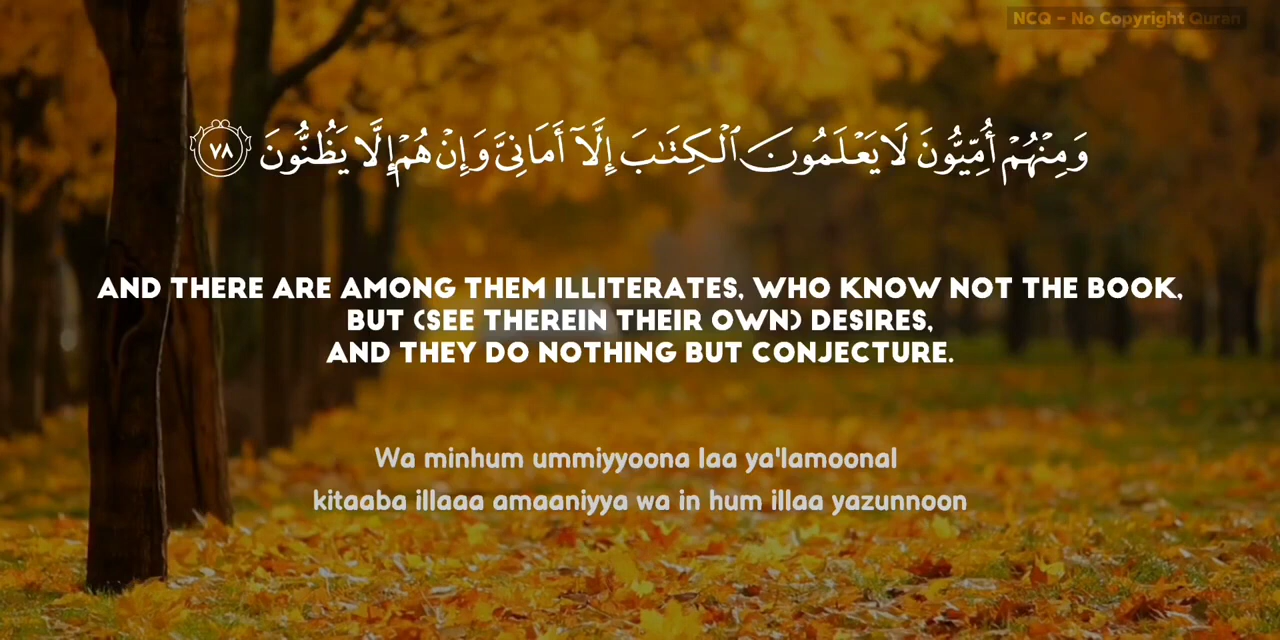 NCQ - No Copyright Quran
وَمِنْهُمْ أُمِّيُّونَ لَا يَعْلَمُونَ ٱلْكِتَٰبَ إِلَّآ أَمَانِىَّ وَإِنْ هُمْ إِلَّا يَظُنُّونَ ٧٨
AND THERE ARE AMONG THEM ILLITERATES, WHO KNOW NOT THE BOOK,
BUT (SEE THEREIN THEIR OWN) DESIRES,
AND THEY DO NOTHING BUT CONJECTURE.
Wa minhum ummiyyoona laa ya'lamoonal
kitaaba illaaa amaaniyya wa in hum illaa yazunnoon